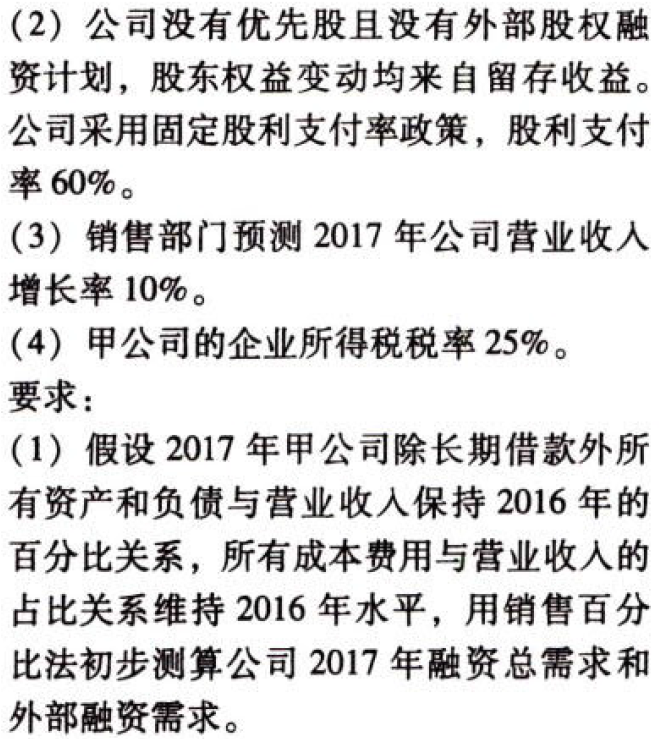 (2) 公司没有优先股且没有外部股权融
资计划，股东权益变动均来自留存收益。
公司采用固定股利支付率政策，股利支付
率 60%。
(3) 销售部门预测 2017 年公司营业收入
增长率 10%。
(4) 甲公司的企业所得税税率 25%。
要求：
(1) 假设 2017 年甲公司除长期借款外所
有资产和负债与营业收入保持 2016 年的
百分比关系，所有成本费用与营业收入的
占比关系维持 2016 年水平，用销售百分
比法初步测算公司 2017 年融资总需求和
外部融资需求。